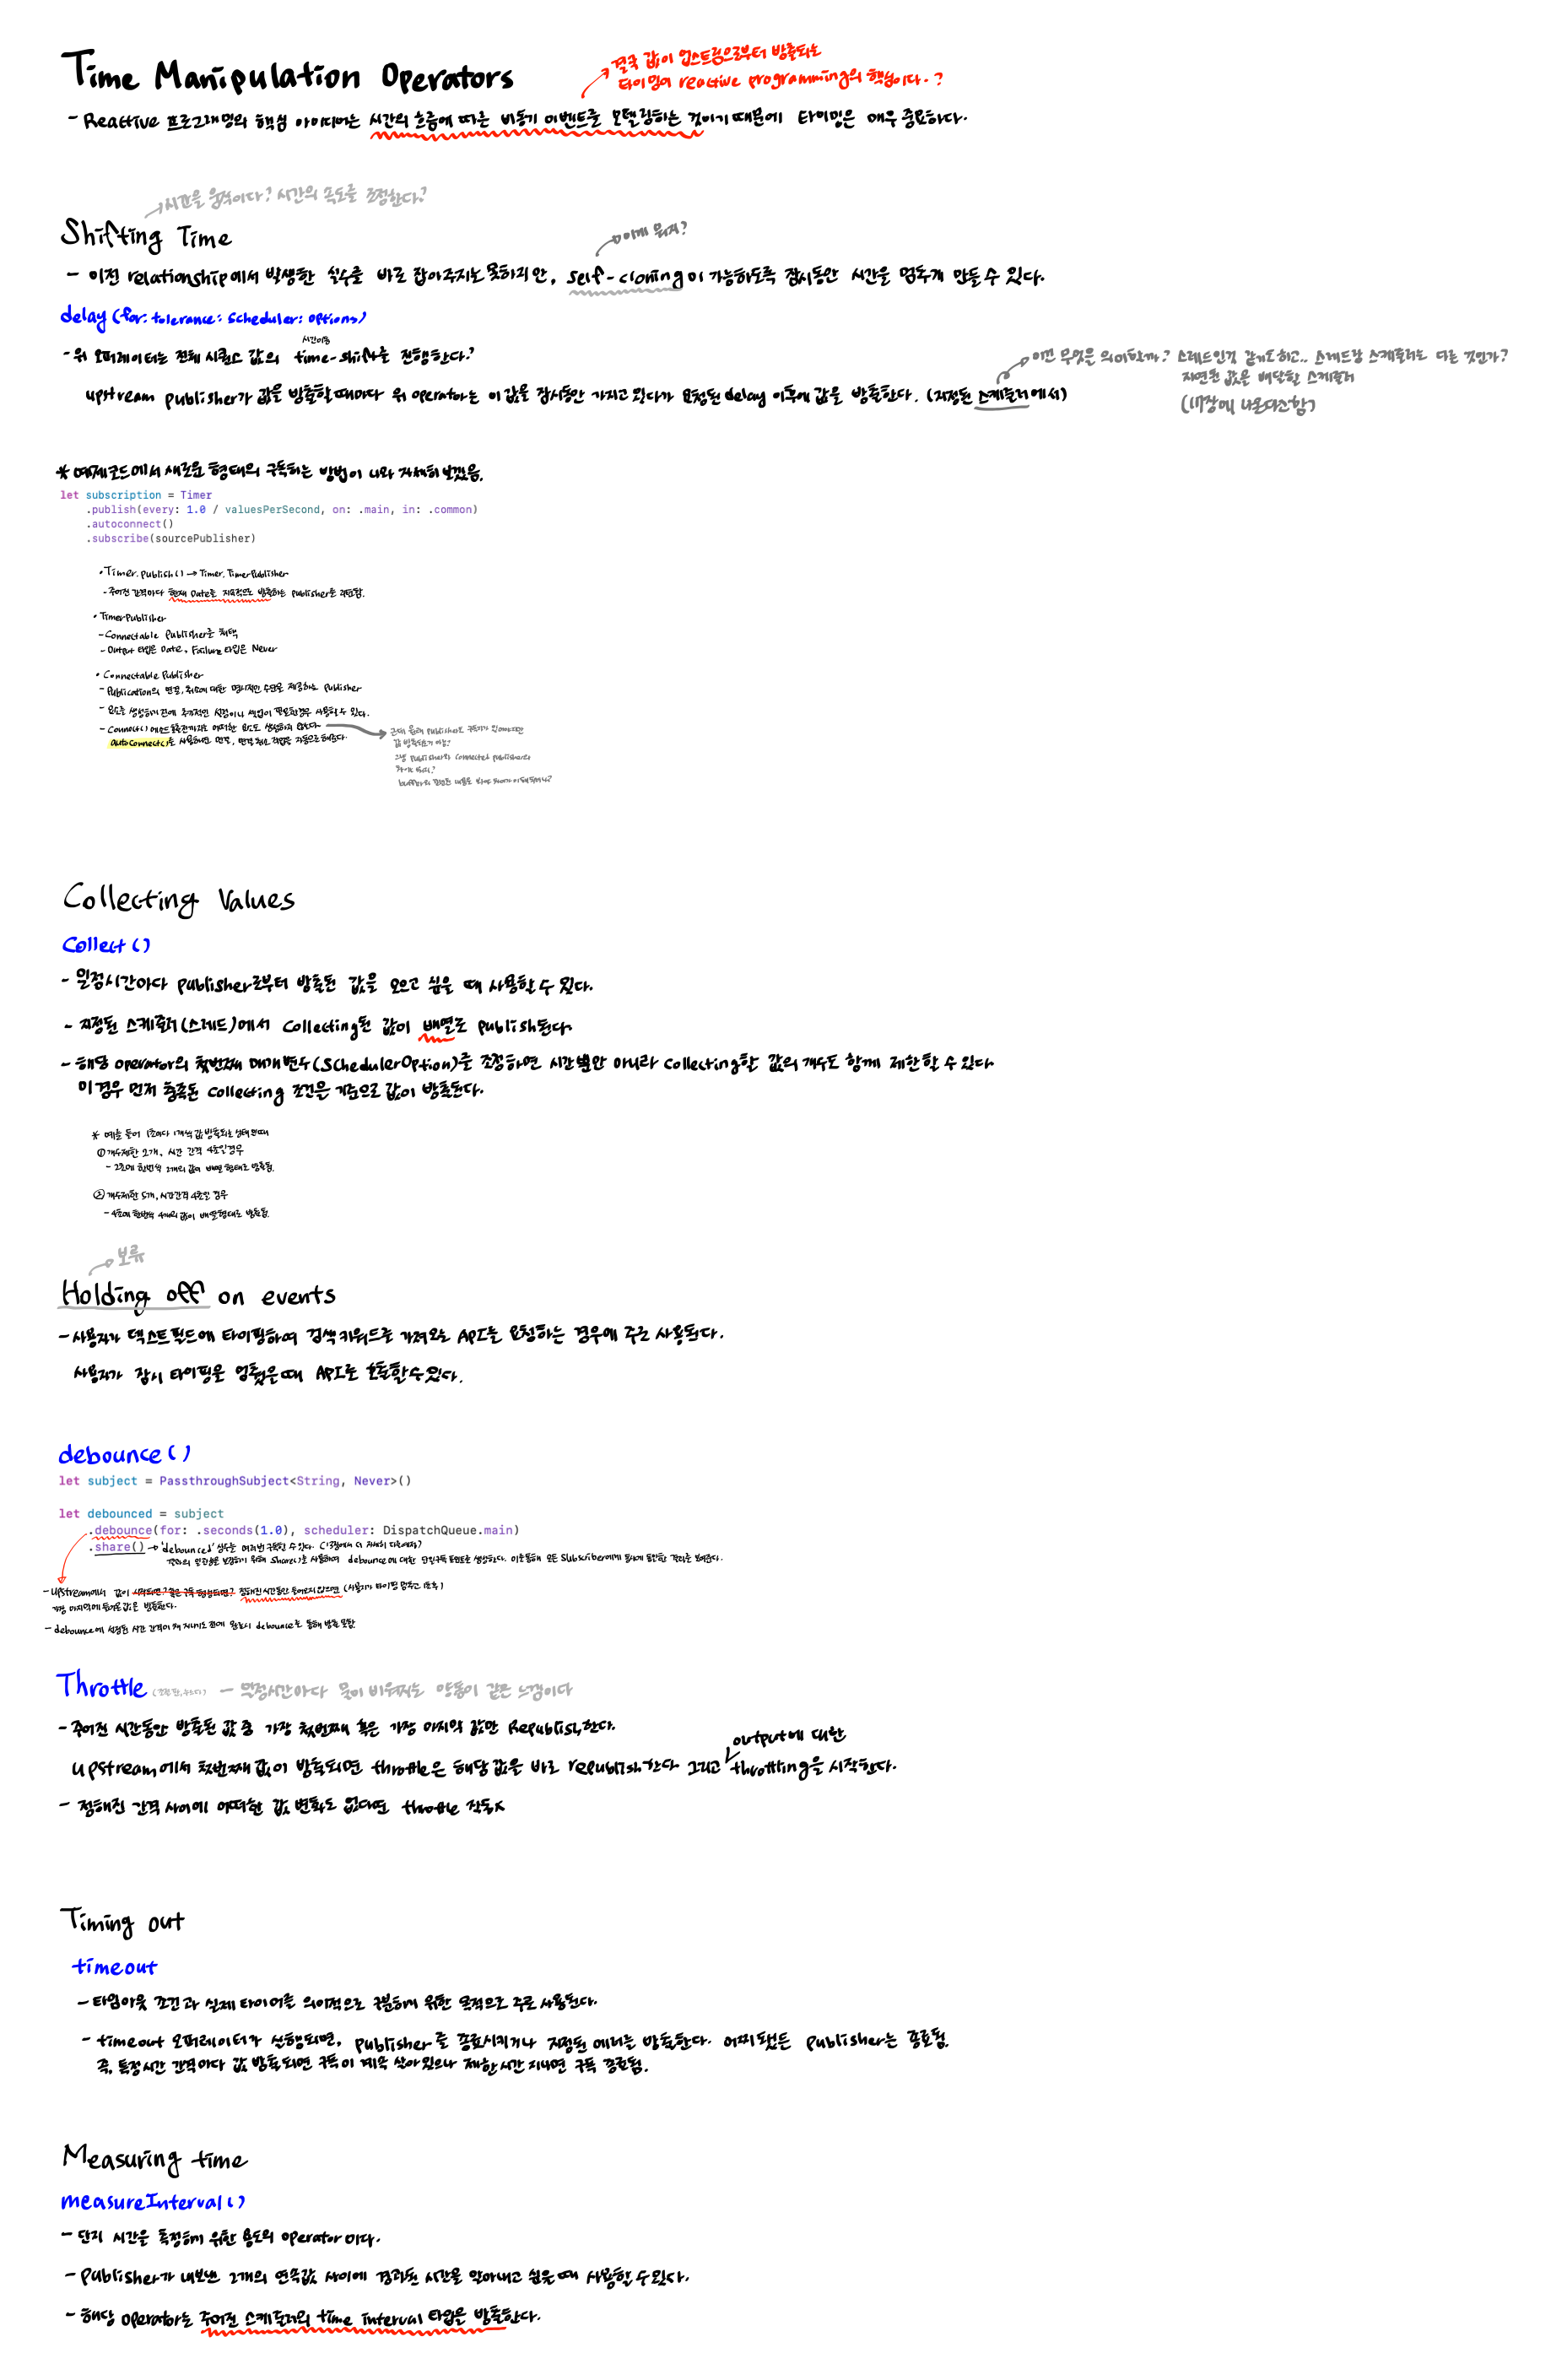 Time Manipulation Operators
결국 값이 업스트림으로부터 방출되는
타이밍이 reactive programming의 핵심이다.?
- Reactive 프로그래밍의 핵심 아이디어는 시간의 흐름에 따른 비동기 이벤트를 모델링하는 것이기 때문에 타이밍은 매우 중요하다.
시간을 움직이다? 시간의 속도를 조정한다?
Shifting Time
이게 뭐지?
- 이전 relationship에서 발생한 실수를 바로 잡아주지는 못하지만, self-cloning이 가능하도록 잠시동안 시간을 멈추게 만들 수 있다.
delay(for:tolerance:scheduler:options)
시간이동
- 위 오퍼레이터는 전체 시퀀스 값의 time-shift를 진행한다?
이건 무엇을 의미할까? 스레드인것 같기도하고.. 스레드랑 스케줄러는 다른 것인가?
지연된 값을 배달할 스케줄러
upstream publisher가 값을 방출할때마다 위 operator는 이 값을 잠시동안 가지고 있다가 요청된 delay 이후에 값을 방출한다. (지정된 스케줄러에서)
(17장에 나온다고함)
* 예제코드에서 새로운 형태의 구독하는 방법이 나와 자세히 보겠음.
let subscription = Timer
.publish(every: 1.0 / valuesPerSecond, on: .main, in: .common)
.autoconnect()
.subscribe(sourcePublisher)
• Timer.publish() → Timer.TimerPublisher
- 주어진 간격마다 현재 Date를 지속적으로 방출하는 publisher를 리턴함.
• TimerPublisher
- Connectable Publisher를 채택
- Output 타입은 Date, Failure 타입은 Never
• Connectable Publisher
- Publication의 연결, 취소에 대한 명시적인 수단을 제공하는 publisher
- 요소를 생성하기 전에 추가적인 설정이나 셋업이 필요한경우 사용할 수 있다.
- Connect() 메소드 호출전까지는 어떠한 요소도 생성하지 않는다
autoConnect()를 사용하면 연결, 연결 취소 작업을 자동으로 해준다.
근데 원래 publisher도 구독자가 있어야지만
값 방출되는거 아님?
그냥 publisher와 connected publisher의
차이는 뭐지?
Collecting Values
Collect()
- 일정시간마다 publisher로부터 방출된 값을 모으고 싶을 때 사용할 수 있다.
- 지정된 스케줄러(스레드)에서 collecting된 값이 배열로 publish된다
- 해당 operator의 첫번째 매개변수(SchedulerOption)를 조정하면 시간뿐만 아니라 collecting할 값의 개수도 함께 제한할 수 있다
이 경우 먼저 충족된 collecting 조건을 기준으로 값이 방출된다.
* 예를 들어 1초마다 1개씩 값 방출되는 상태일때
① 개수제한 2개, 시간 간격 4초일경우
- 2초에 한번씩 2개의 값이 배열 형태로 방출됨.
② 개수제한 5개, 시간간격 4초일 경우
- 4초에 한번씩 4개의 값이 배열형태로 방출됨.
보류
Holding off on events
- 사용자가 텍스트필드에 타이핑하여 검색 키워드로 가져오는 API를 요청하는 경우에 주로 사용된다.
사용자가 잠시 타이핑을 멈췄을때 API를 호출할수있다.
debounce()
let subject = PassthroughSubject<String, Never>()
let debounced = subject
.debounce(for: .seconds(1.0), scheduler: DispatchQueue.main)
.share() → 'debounced' 상수를 여러번 구독할 수 있다. (13장에서 더 자세히 다룬대)
결과의 일관성을 보장하기 위해 share()을 사용하여 debounce에 대한 단일구독 포인트를 생성한다. 이를통해 모든 Subscriber에게 동시에 동일한 결과를 보여준다.
- Upstream에서 값이 정해진시간동안 들어오지않으면 (사용자가 타이핑 멈추고 1초후)
가장 마지막에 들어온값을 방출한다.
- debounce에 설정된 시간 간격이 채 지나기도 전에 완료시 debounce를 통해 방출 못함
Throttle - 일정시간마다 물이 비워지는 양동이 같은 느낌이다
- 주어진 시간동안 방출된 값 중 가장 첫번째 혹은 가장 마지막 값만 Republish한다.
output에 대한
Upstream에서 첫번째 값이 방출되면 throttle은 해당 값을 바로 republish한다 그리고 throttling을 시작한다.
- 정해진 간격 사이에 어떠한 값 변화도 없다면 throttle 작동X
Timing out
timeout
- 타임아웃 조건과 실제 타이머를 의미적으로 구분하기 위한 목적으로 주로 사용된다.
- timeout 오퍼레이터가 실행되면, publisher를 종료시키거나 지정된 에러를 방출한다. 어찌됐든 publisher는 종료됨.
즉, 특정시간 간격마다 값 방출되면 구독이 계속 살아있으나 제한시간 지나면 구독 종료됨.
Measuring time
measureInterval()
- 단지 시간을 측정하기 위한 용도의 operator이다.
- Publisher가 내보낸 2개의 연속값 사이에 경과된 시간을 알아내고 싶을때 사용할 수 있다.
- 해당 operator는 주어진 스케줄러의 time interval 타입을 방출한다.